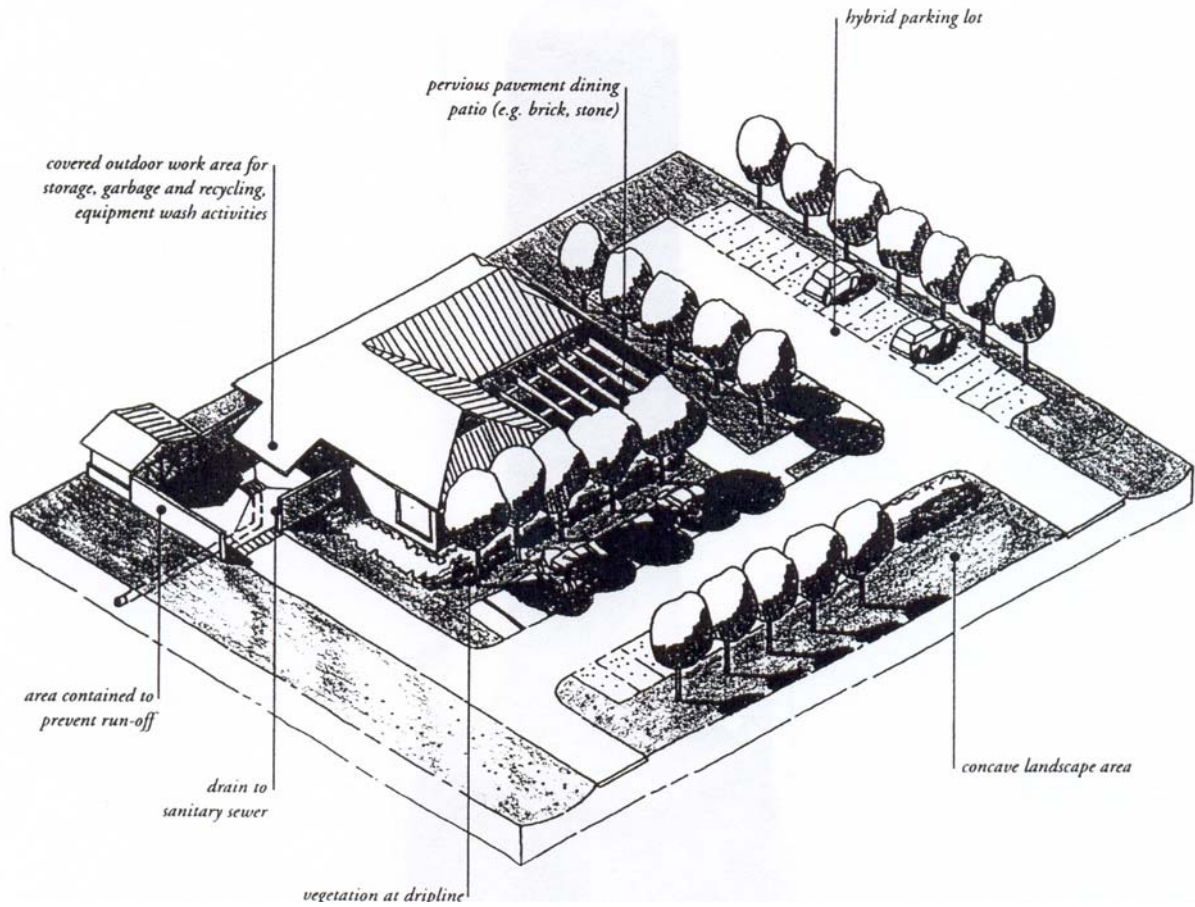 hybrid parking lot
pervious pavement dining
patio (e.g. brick, stone)
covered outdoor work area for
storage, garbage and recycling,
equipment wash activities
area contained to
prevent run-off
drain to
sanitary sewer
vegetation at dripline
concave landscape area